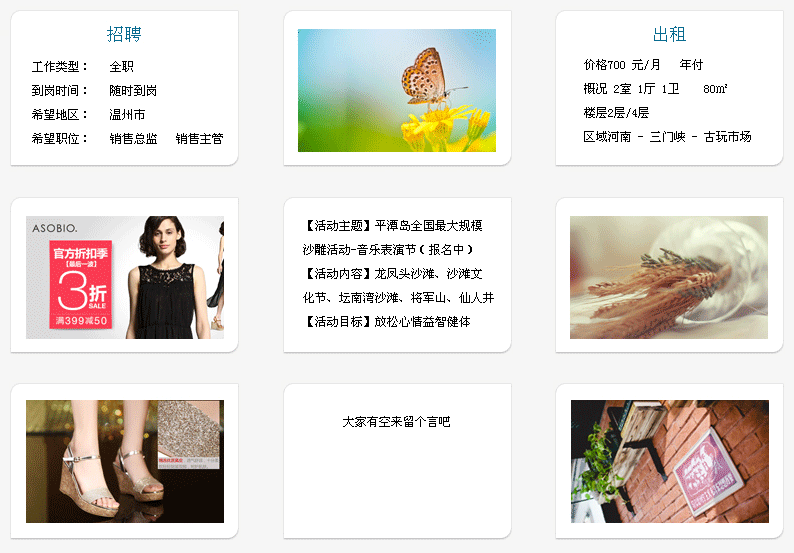 招聘
工作类型： 全职
到岗时间： 随时到岗
希望地区： 温州市
希望职位： 销售总监 销售主管
出租
价格700 元/月 年付
概况 2室 1厅 1卫 80㎡
楼层2层/4层
区域河南 - 三门峡 - 古玩市场
ASOBIO.
官方折扣季
[最后一波]
3折
SALE
满399减50
【活动主题】平潭岛全国最大规模
沙雕活动-音乐表演节（报名中）
【活动内容】龙凤头沙滩、沙滩文
化节、坛南湾沙滩、将军山、仙人井
【活动目标】放松心情益智健体
大家有空来留个言吧